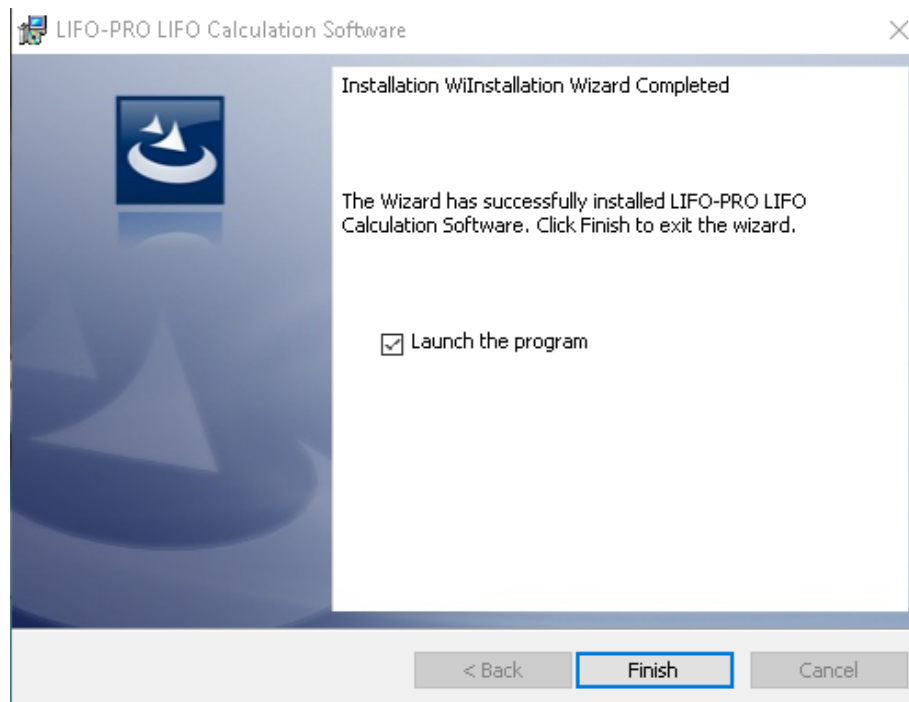 LIFO-PRO LIFO Calculation Software
Installation WiInstallation Wizard Completed
The Wizard has successfully installed LIFO-PRO LIFO
Calculation Software. Click Finish to exit the wizard.
Launch the program
< Back
Finish
Cancel